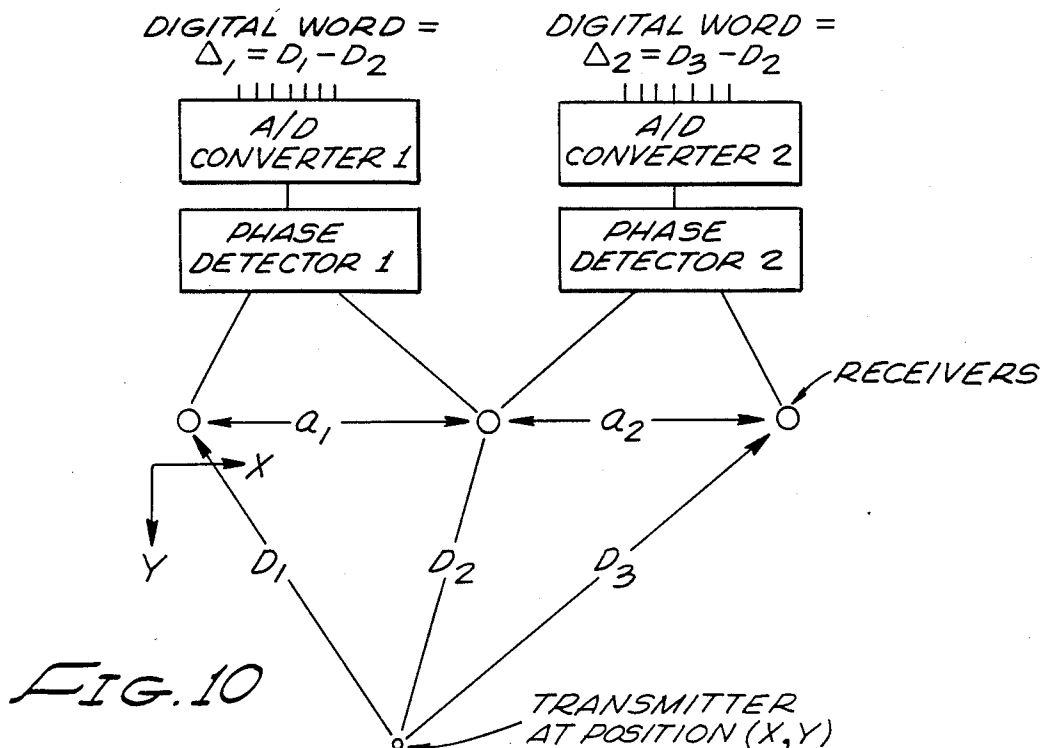 DIGITAL WORD =
Δ₁ = D₁ - D₂
DIGITAL WORD =
Δ₂ = D₃ - D₂
A/D
CONVERTER 1
A/D
CONVERTER 2
PHASE
DETECTOR 1
PHASE
DETECTOR 2
RECEIVERS
a₁
a₂
X
Y
D₁
D₂
D₃
FIG. 10
TRANSMITTER
AT POSITION (X,Y)